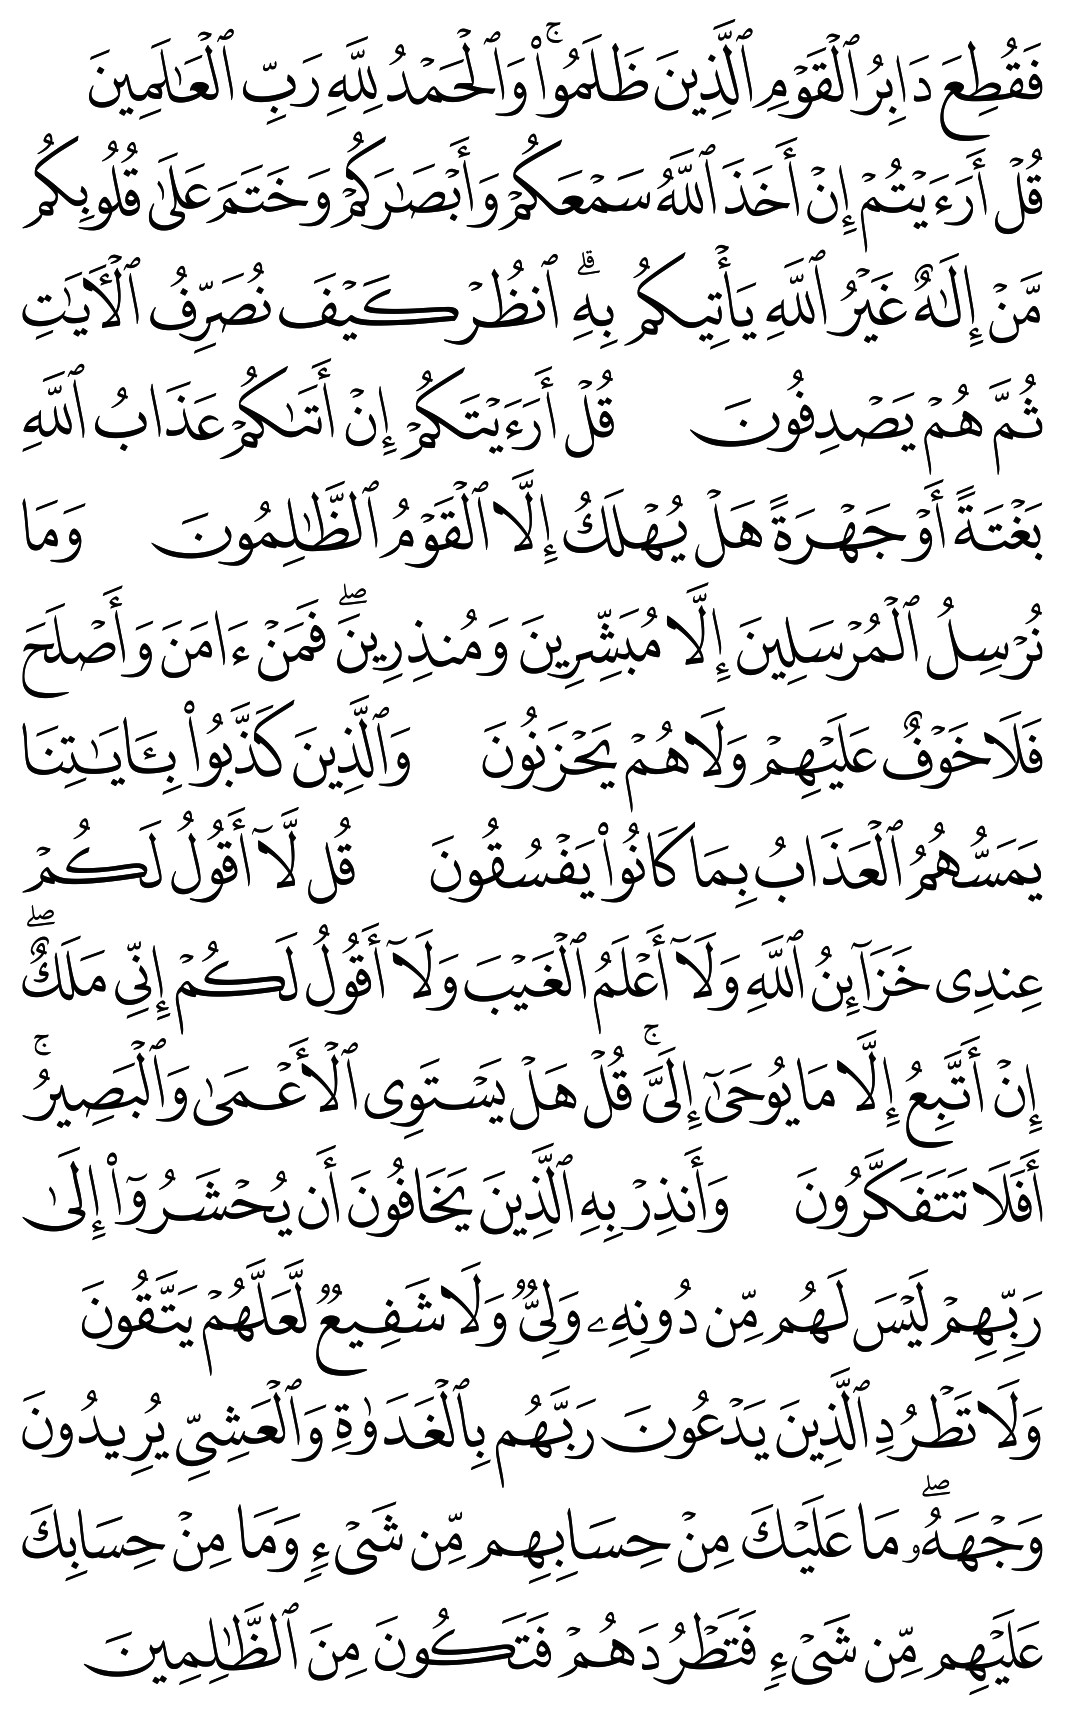 فَقُطِعَ دَابِرُ ٱلۡقَوۡمِ ٱلَّذِينَ ظَلَمُواْۚ وَٱلۡحَمۡدُ لِلَّهِ رَبِّ ٱلۡعَٰلَمِينَ
قُلۡ أَرَءَيۡتُمۡ إِنۡ أَخَذَ ٱللَّهُ سَمۡعَكُمۡ وَأَبۡصَٰرَكُمۡ وَخَتَمَ عَلَىٰ قُلُوبِكُم
مَّنۡ إِلَٰهٌ غَيۡرُ ٱللَّهِ يَأۡتِيكُم بِهِۗ ٱنظُرۡ كَيۡفَ نُصَرِّفُ ٱلۡأٓيَٰتِ
ثُمَّ هُمۡ يَصۡدِفُونَ قُلۡ أَرَءَيۡتَكُمۡ إِنۡ أَتَىٰكُمۡ عَذَابُ ٱللَّهِ
بَغۡتَةً أَوۡ جَهۡرَةً هَلۡ يُهۡلَكُ إِلَّا ٱلۡقَوۡمُ ٱلظَّٰلِمُونَ وَمَا
نُرۡسِلُ ٱلۡمُرۡسَلِينَ إِلَّا مُبَشِّرِينَ وَمُنذِرِينَۖ فَمَنۡ ءَامَنَ وَأَصۡلَحَ
فَلَا خَوۡفٌ عَلَيۡهِمۡ وَلَا هُمۡ يَحۡزَنُونَ وَٱلَّذِينَ كَذَّبُواْ بِـَٔايَٰتِنَا
يَمَسُّهُمُ ٱلۡعَذَابُ بِمَا كَانُواْ يَفۡسُقُونَ قُل لَّآ أَقُولُ لَكُمۡ
عِندِي خَزَآئِنُ ٱللَّهِ وَلَآ أَعۡلَمُ ٱلۡغَيۡبَ وَلَآ أَقُولُ لَكُمۡ إِنِّي مَلَكٌۖ
إِنۡ أَتَّبِعُ إِلَّا مَا يُوحَىٰٓ إِلَيَّۚ قُلۡ هَلۡ يَسۡتَوِي ٱلۡأَعۡمَىٰ وَٱلۡبَصِيرُۚ
أَفَلَا تَتَفَكَّرُونَ وَأَنذِرۡ بِهِ ٱلَّذِينَ يَخَافُونَ أَن يُحۡشَرُوٓاْ إِلَىٰ
رَبِّهِمۡ لَيۡسَ لَهُم مِّن دُونِهِۦ وَلِيٌّ وَلَا شَفِيعٌ لَّعَلَّهُمۡ يَتَّقُونَ
وَلَا تَطۡرُدِ ٱلَّذِينَ يَدۡعُونَ رَبَّهُم بِٱلۡغَدَوٰةِ وَٱلۡعَشِيِّ يُرِيدُونَ
وَجۡهَهُۥۖ مَا عَلَيۡكَ مِنۡ حِسَابِهِم مِّن شَيۡءٍ وَمَا مِنۡ حِسَابِكَ
عَلَيۡهِم مِّن شَيۡءٍ فَتَطۡرُدَهُمۡ فَتَكُونَ مِنَ ٱلظَّٰلِمِينَ